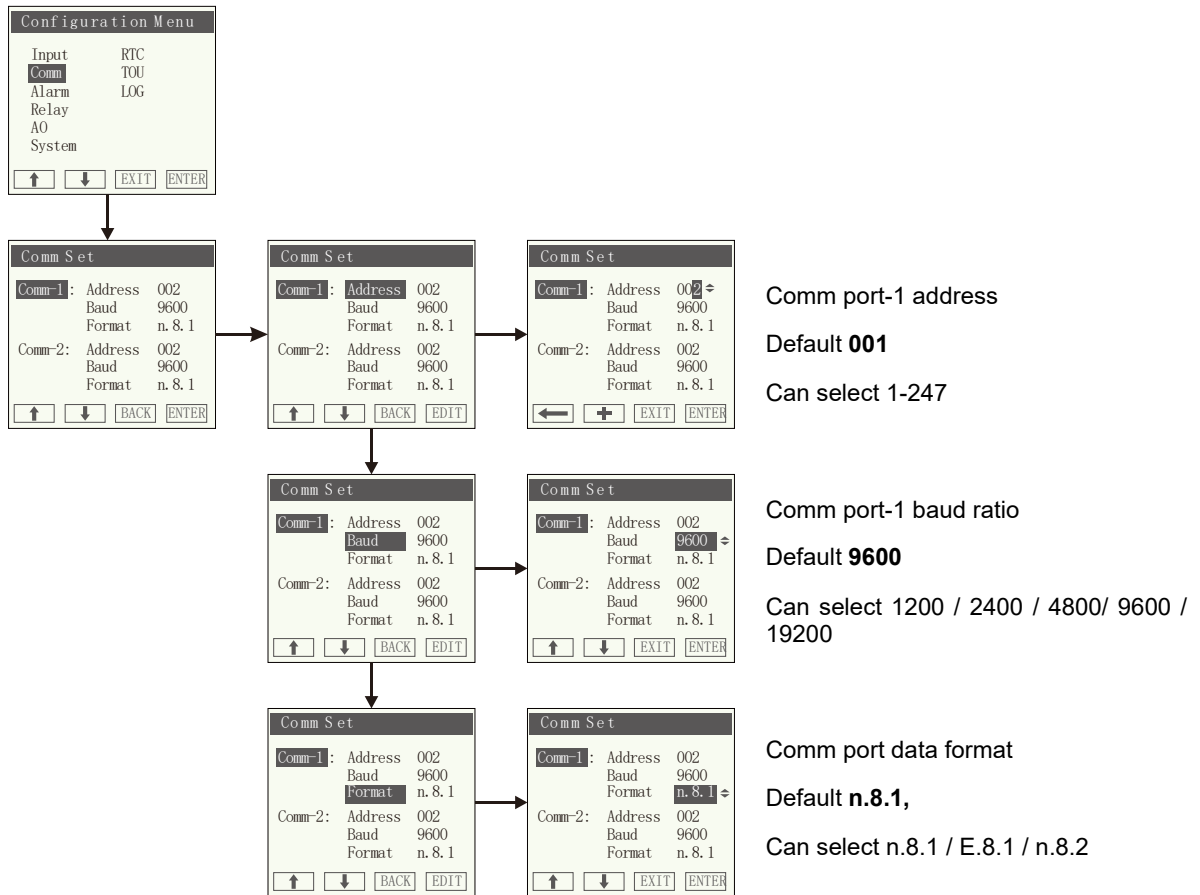 Configuration Menu
Input RTC
Comm TOU
Alarm LOG
Relay
AO
System
EXIT ENTER
Comm Set
Comm-1: Address 002
Baud 9600
Format n.8.1
Comm-2: Address 002
Baud 9600
Format n.8.1
BACK ENTER
Comm Set
Comm-1: Address 002
Baud 9600
Format n.8.1
Comm-2: Address 002
Baud 9600
Format n.8.1
BACK EDIT
Comm Set
Comm-1: Address 002
Baud 9600
Format n.8.1
Comm-2: Address 002
Baud 9600
Format n.8.1
EXIT ENTER
Comm port-1 address
Default 001
Can select 1-247
Comm Set
Comm-1: Address 002
Baud 9600
Format n.8.1
Comm-2: Address 002
Baud 9600
Format n.8.1
BACK EDIT
Comm Set
Comm-1: Address 002
Baud 9600
Format n.8.1
Comm-2: Address 002
Baud 9600
Format n.8.1
EXIT ENTER
Comm port-1 baud ratio
Default 9600
Can select 1200 / 2400 / 4800/ 9600 /
19200
Comm Set
Comm-1: Address 002
Baud 9600
Format n.8.1
Comm-2: Address 002
Baud 9600
Format n.8.1
BACK EDIT
Comm Set
Comm-1: Address 002
Baud 9600
Format n.8.1
Comm-2: Address 002
Baud 9600
Format n.8.1
EXIT ENTER
Comm port data format
Default n.8.1,
Can select n.8.1 / E.8.1 / n.8.2